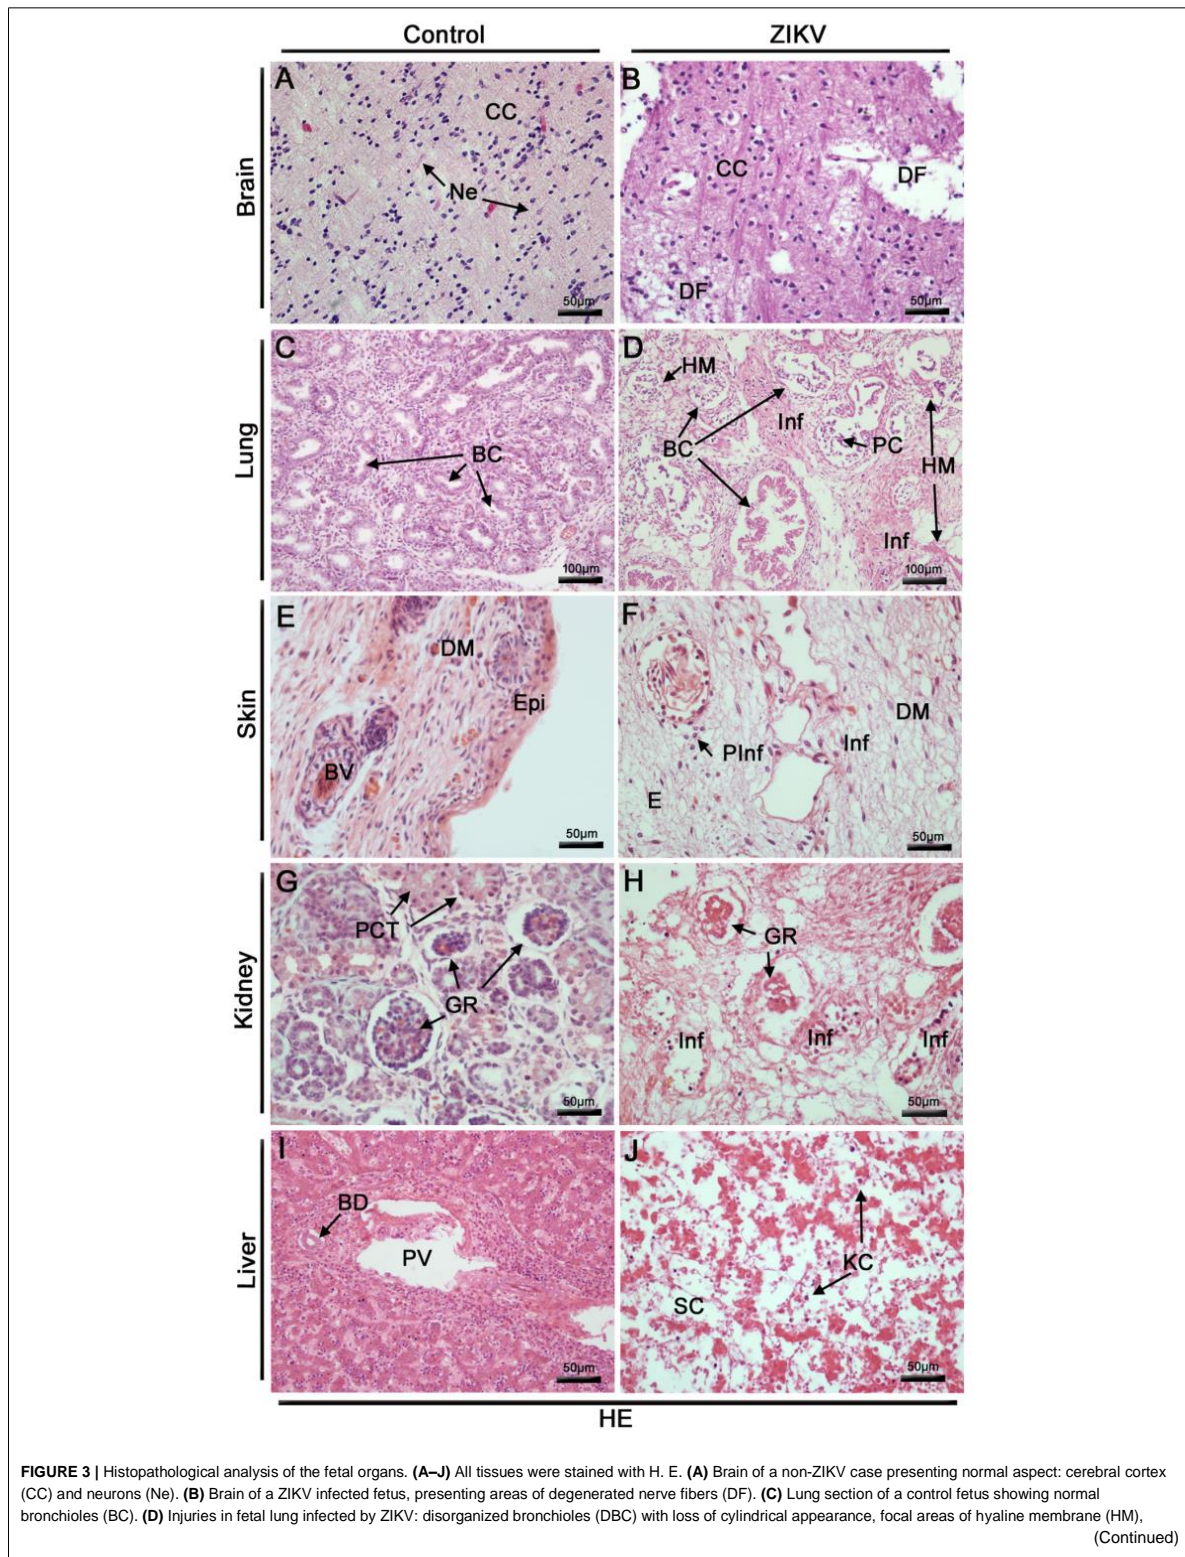 Control ZIKV
Brain
A
CC
Ne
50µm
B
CC
DF
DF
50µm
Lung
C
BC
100µm
D
HM
BC
Inf
PC
HM
Inf
100µm
Skin
E
DM
Epi
BV
50µm
F
DM
PInf
Inf
E
50µm
Kidney
G
PCT
GR
50µm
H
GR
Inf
Inf
Inf
50µm
Liver
I
BD
PV
50µm
J
KC
SC
50µm
HE
FIGURE 3 | Histopathological analysis of the fetal organs. (A–J) All tissues were stained with H. E. (A) Brain of a non-ZIKV case presenting normal aspect: cerebral cortex
(CC) and neurons (Ne). (B) Brain of a ZIKV infected fetus, presenting areas of degenerated nerve fibers (DF). (C) Lung section of a control fetus showing normal
bronchioles (BC). (D) Injuries in fetal lung infected by ZIKV: disorganized bronchioles (DBC) with loss of cylindrical appearance, focal areas of hyaline membrane (HM),
(Continued)